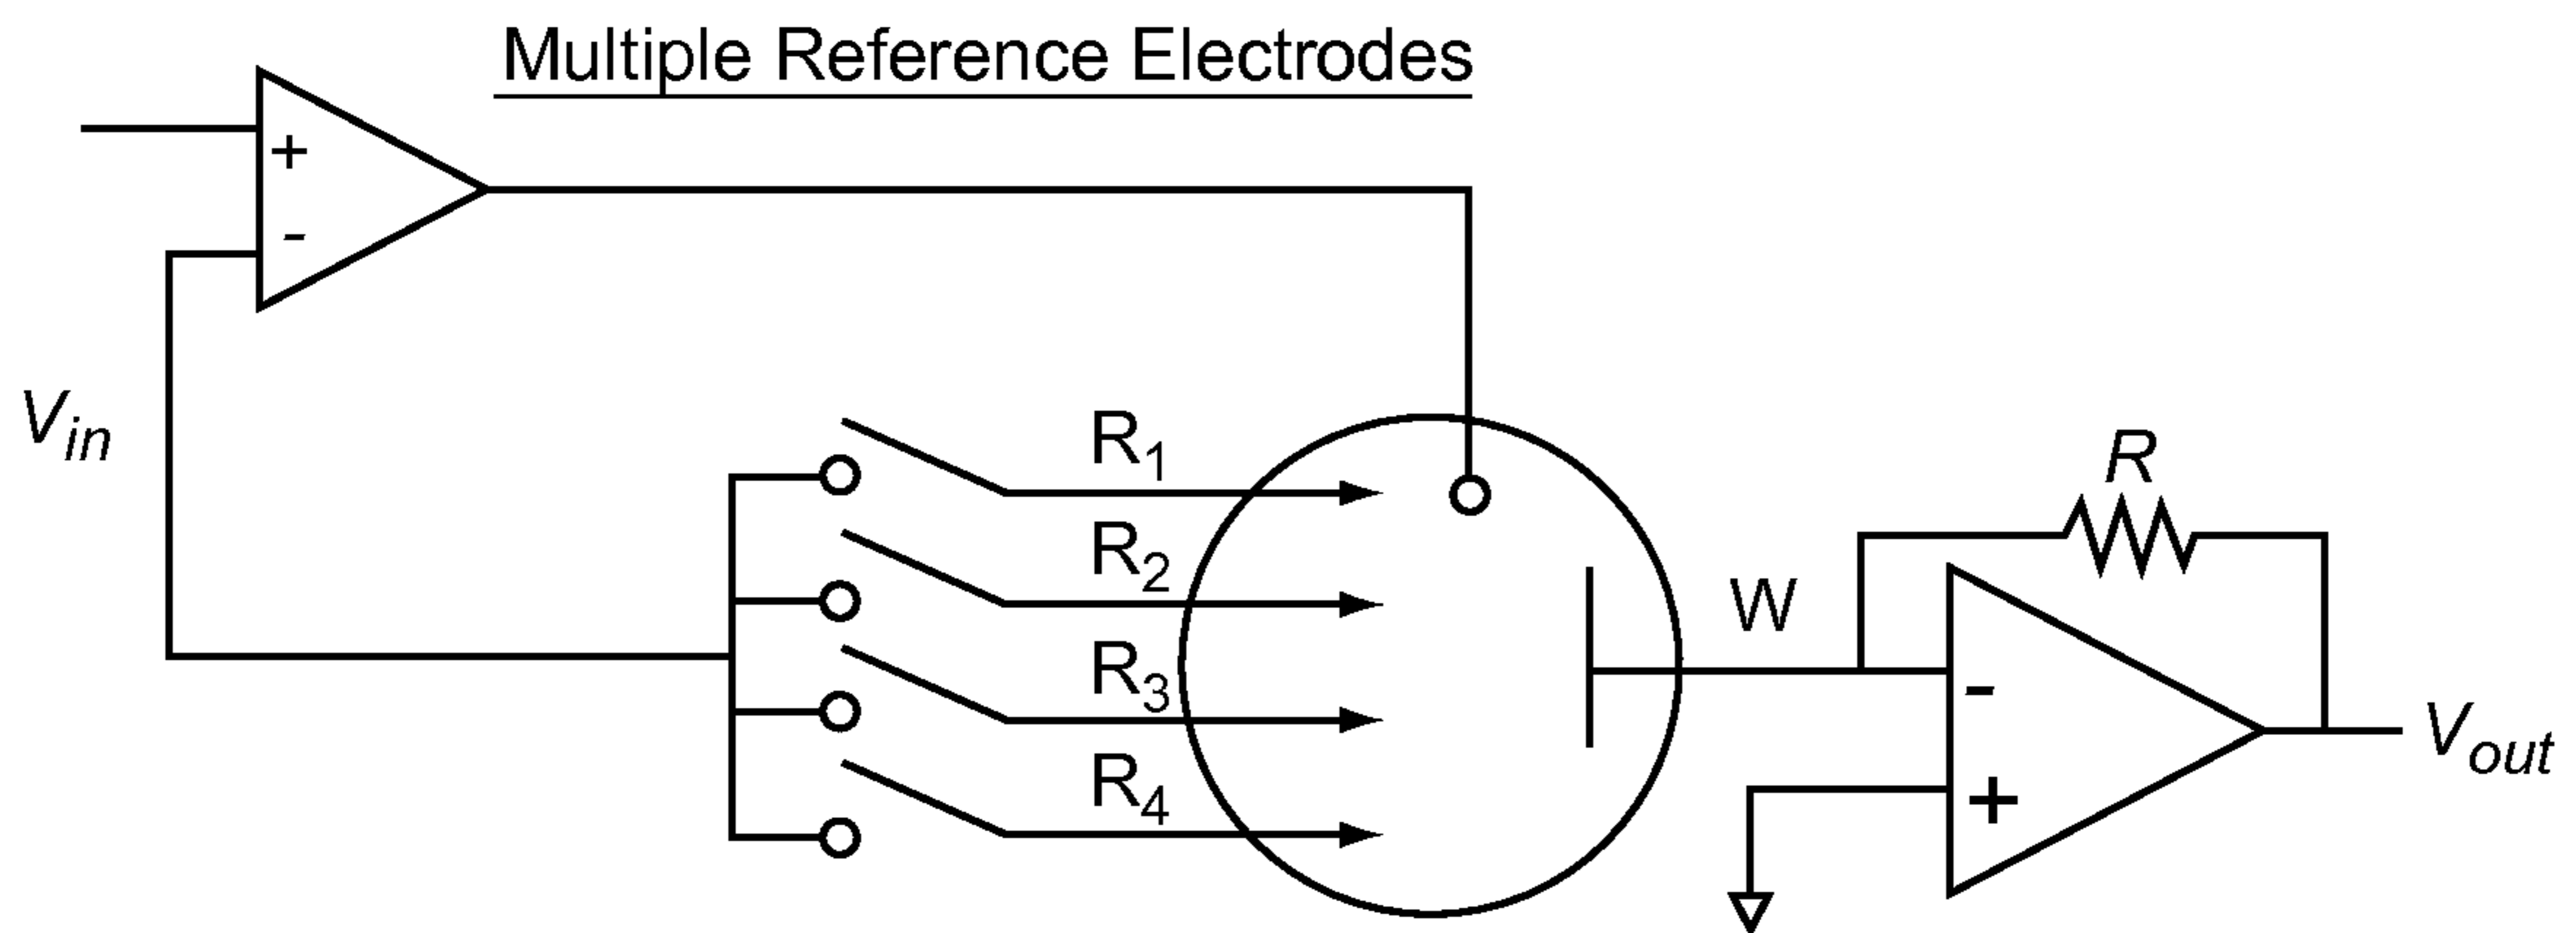 Multiple Reference Electrodes
+
-
V_in
R_1
R_2
R_3
R_4
W
R
-
+
V_out